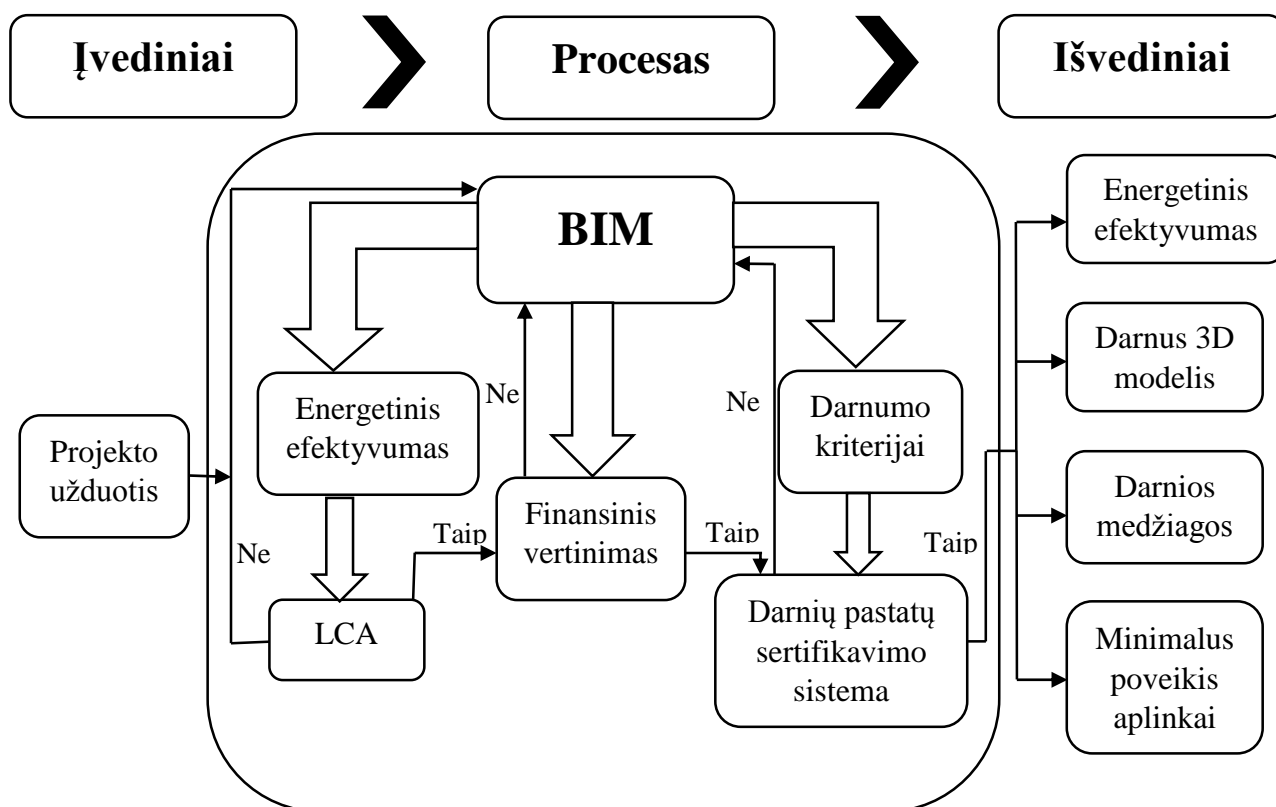 Įvediniai
Procesas
Išvediniai
BIM
Energetinis
efektyvumas
Ne
Ne
Darnumo
kriterijai
Projekto
užduotis
Ne
Taip
Finansinis
vertinimas
Taip
LCA
Darnių pastatų
sertifikavimo
sistema
Taip
Energetinis
efektyvumas
Darnus 3D
modelis
Darnios
medžiagos
Minimalus
poveikis
aplinkai